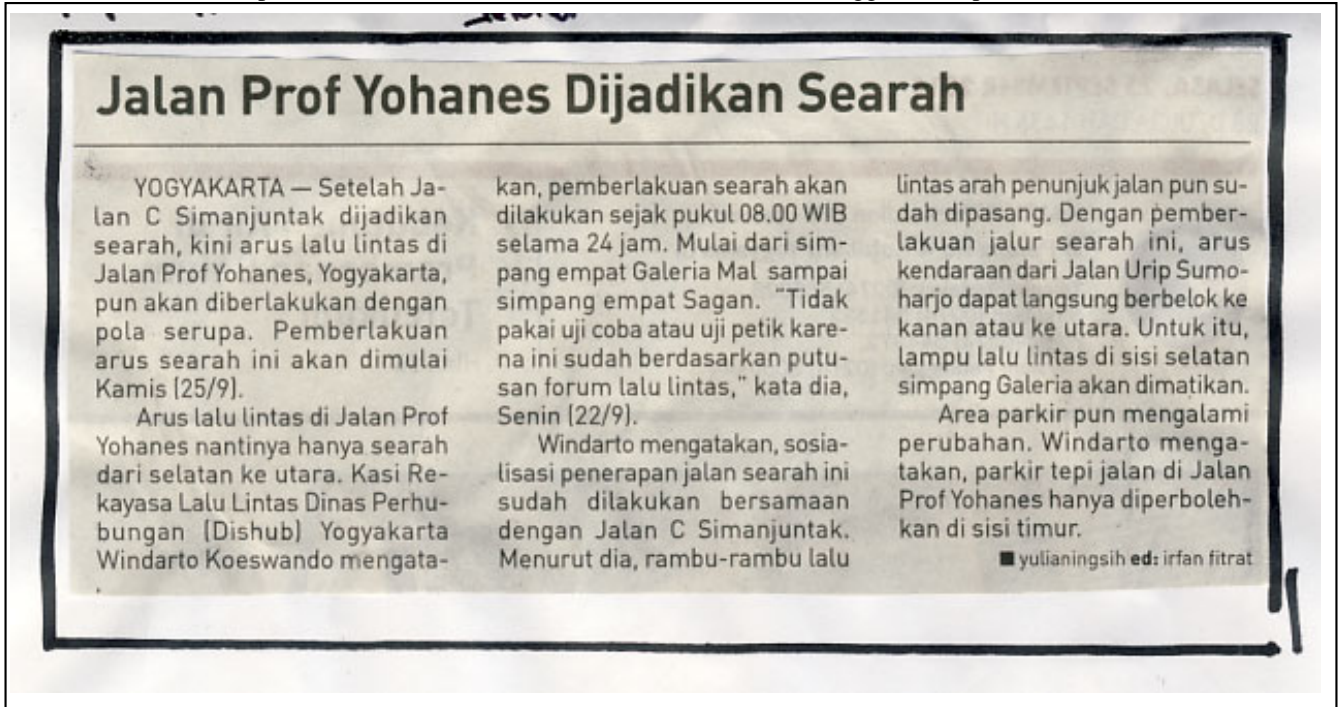 Jalan Prof Yohanes Dijadikan Searah
YOGYAKARTA — Setelah Ja-
lan C Simanjuntak dijadikan
searah, kini arus lalu lintas di
Jalan Prof Yohanes, Yogyakarta,
pun akan diberlakukan dengan
pola serupa. Pemberlakuan
arus searah ini akan dimulai
Kamis (25/9).
Arus lalu lintas di Jalan Prof
Yohanes nantinya hanya searah
dari selatan ke utara. Kasi Re-
kayasa Lalu Lintas Dinas Perhu-
bungan (Dishub) Yogyakarta
Windarto Koeswando mengata-
kan, pemberlakuan searah akan
dilakukan sejak pukul 08.00 WIB
selama 24 jam. Mulai dari sim-
pang empat Galeria Mal sampai
simpang empat Sagan. "Tidak
pakai uji coba atau uji petik kare-
na ini sudah berdasarkan putu-
san forum lalu lintas," kata dia,
Senin (22/9).
Windarto mengatakan, sosia-
lisasi penerapan jalan searah ini
sudah dilakukan bersamaan
dengan Jalan C Simanjuntak.
Menurut dia, rambu-rambu lalu
lintas arah penunjuk jalan pun su-
dah dipasang. Dengan pember-
lakuan jalur searah ini, arus
kendaraan dari Jalan Urip Sumo-
harjo dapat langsung berbelok ke
kanan atau ke utara. Untuk itu,
lampu lalu lintas di sisi selatan
simpang Galeria akan dimatikan.
Area parkir pun mengalami
perubahan. Windarto menga-
takan, parkir tepi jalan di Jalan
Prof Yohanes hanya diperboleh-
kan di sisi timur.
■ yulianingsih ed: irfan fitrat